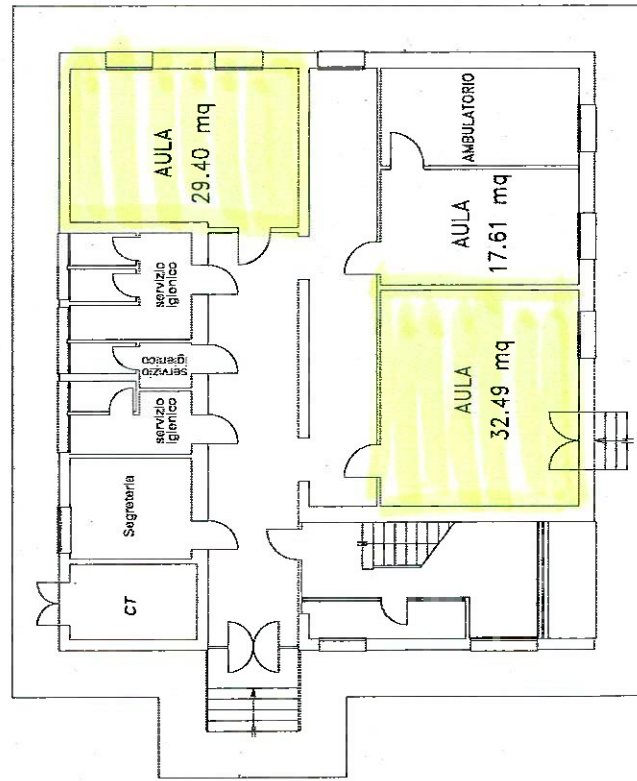 AULA
29.40 mq
AMBULATORIO
AULA
17.61 mq
AULA
32.49 mq
servizio
igienico
servizio
igienico
servizio
igienico
Segreteria
CT